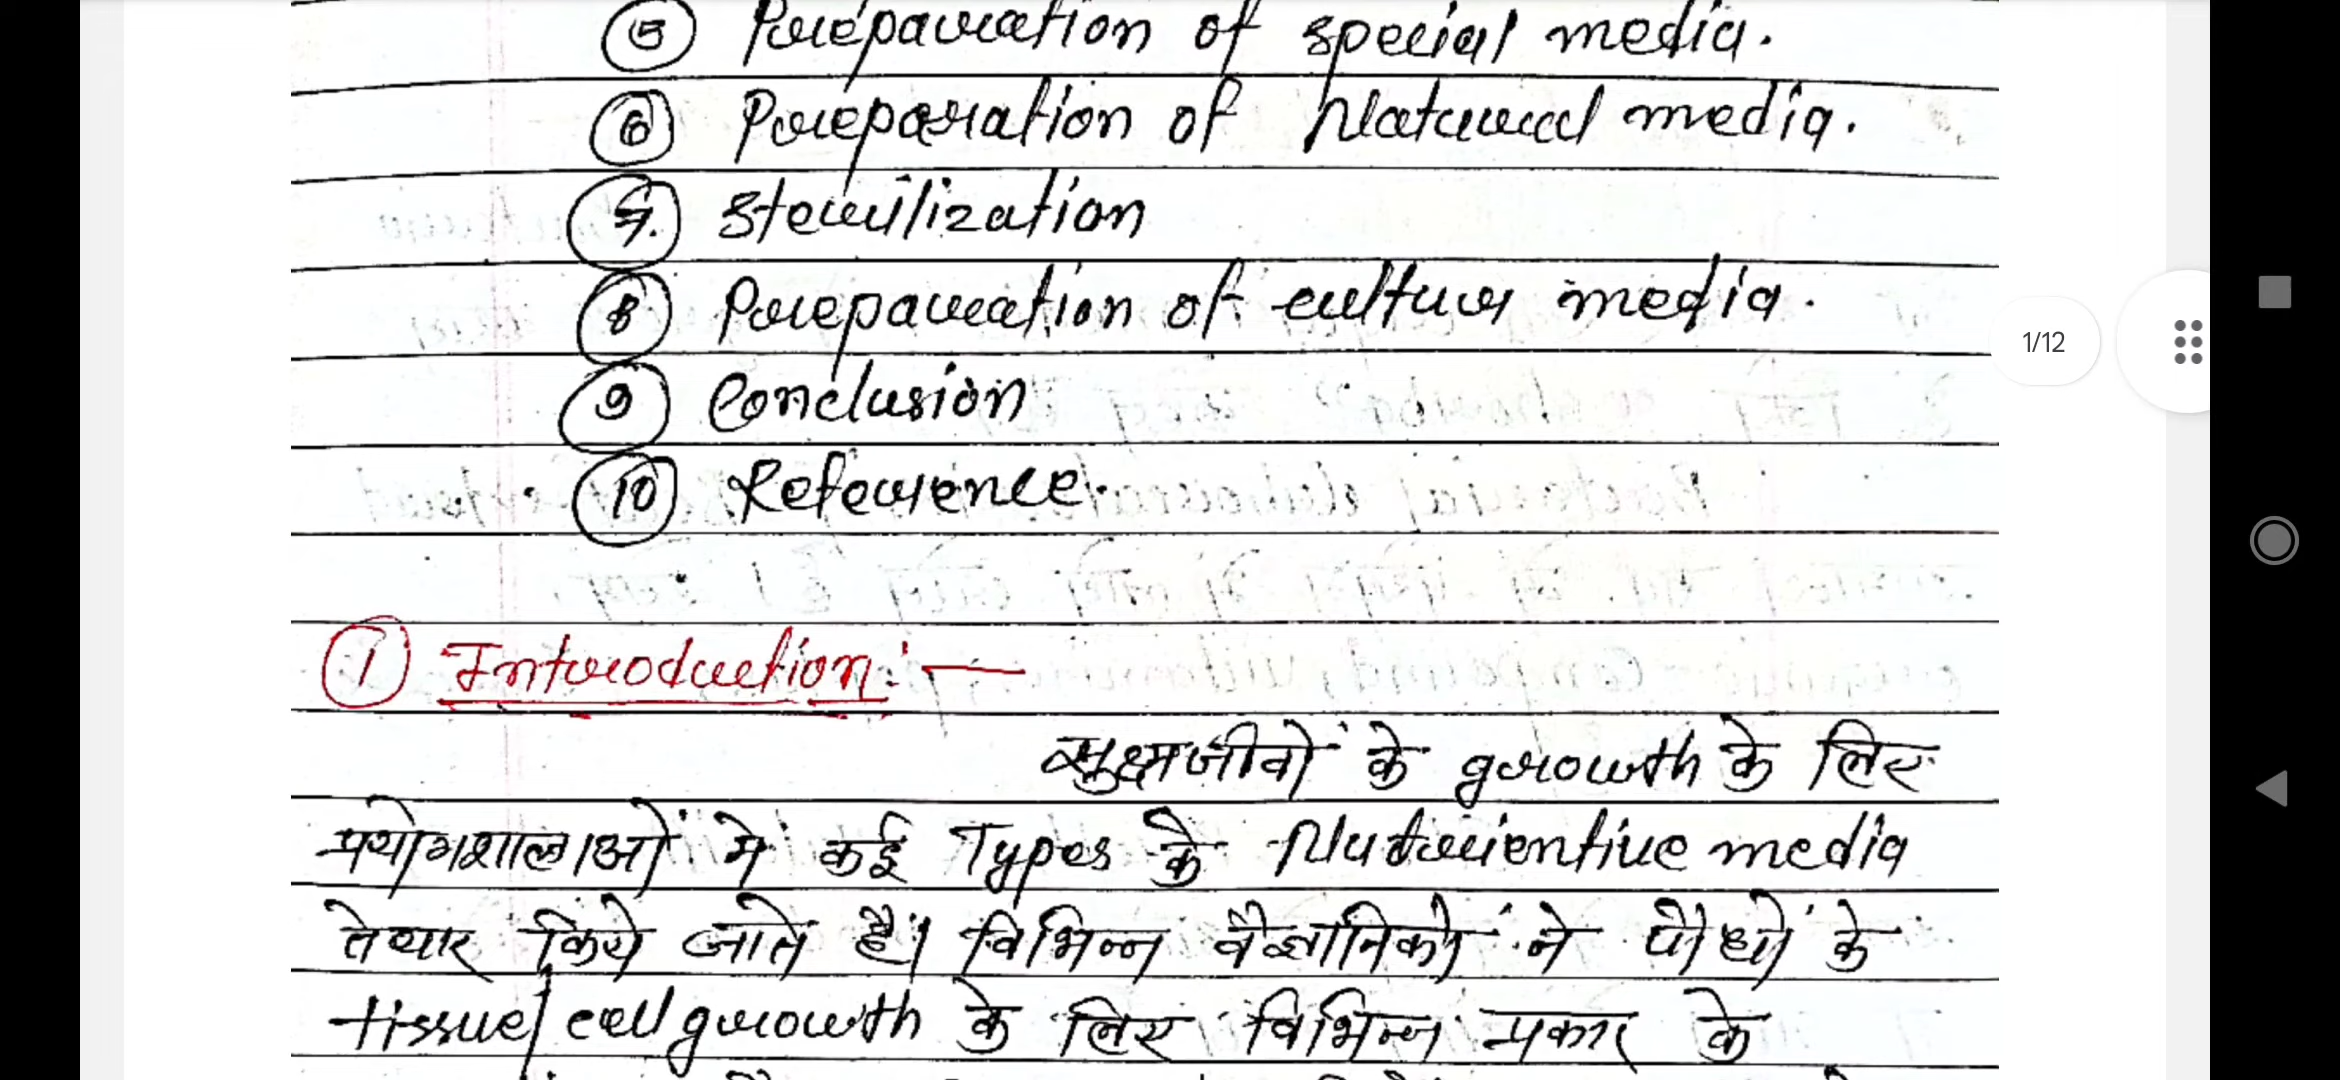 ⑤ Preparation of special media.
⑥ Preparation of Natural media.
⑦. Sterilization
⑧ Preparation of culture media.
⑨ Conclusion
⑩ Reference.
① Introduction:—
सुक्ष्मजीवों के growth के लिए
प्रयोगशालाओं में कई Types के Nutrientive media
तैयार किये जाते हैं। विभिन्न वैज्ञानिकों ने पौधों के
tissue/cell growth के लिए विभिन्न प्रकार के
1/12